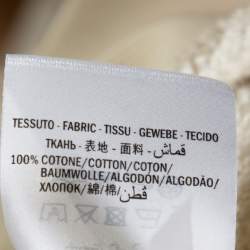 TESSUTO - FABRIC - TISSU - GEWEBE - TECIDO
ТКАНЬ - 表地 - 面料 - قماش
100% COTONE/COTTON/COTON/
BAUMWOLLE/ALGODÓN/ALGODÃO/
ХЛОПОК/綿/棉/ قطن